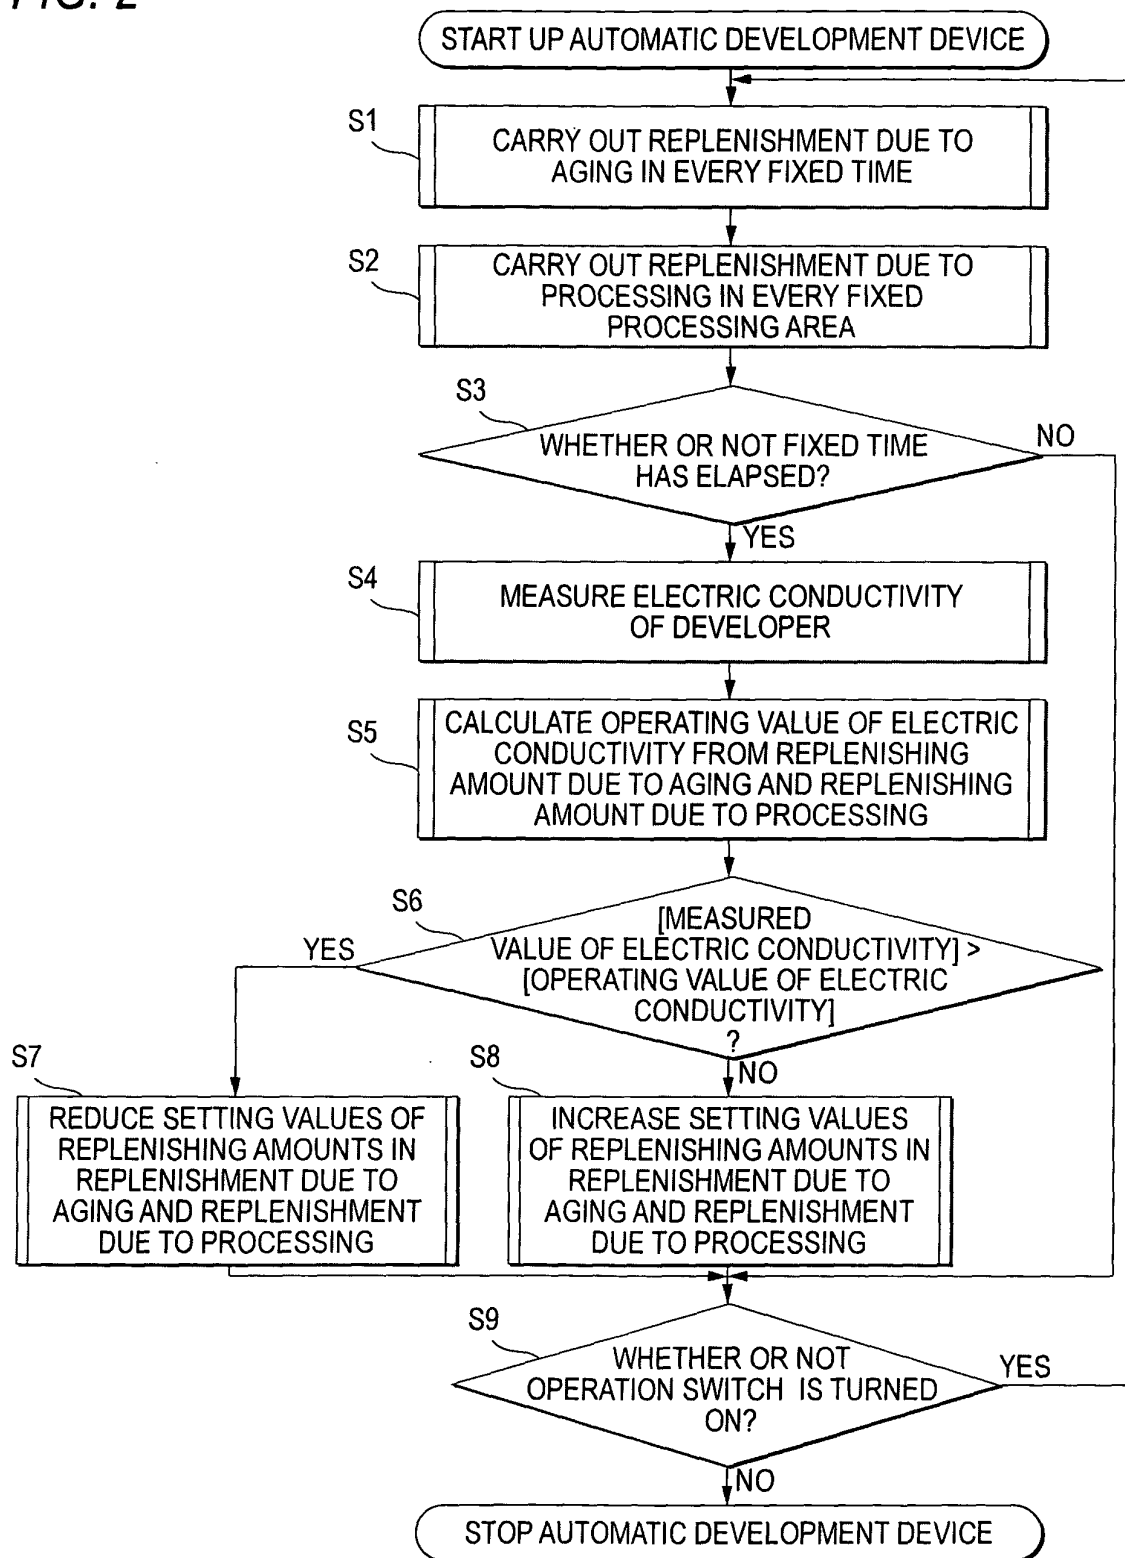 FIG. 2
START UP AUTOMATIC DEVELOPMENT DEVICE
S1
CARRY OUT REPLENISHMENT DUE TO
AGING IN EVERY FIXED TIME
S2
CARRY OUT REPLENISHMENT DUE TO
PROCESSING IN EVERY FIXED
PROCESSING AREA
S3
WHETHER OR NOT FIXED TIME
HAS ELAPSED?
NO
YES
S4
MEASURE ELECTRIC CONDUCTIVITY
OF DEVELOPER
S5
CALCULATE OPERATING VALUE OF ELECTRIC
CONDUCTIVITY FROM REPLENISHING
AMOUNT DUE TO AGING AND REPLENISHING
AMOUNT DUE TO PROCESSING
S6
YES
[MEASURED
VALUE OF ELECTRIC CONDUCTIVITY] >
[OPERATING VALUE OF ELECTRIC
CONDUCTIVITY]
?
NO
S7
REDUCE SETTING VALUES OF
REPLENISHING AMOUNTS IN
REPLENISHMENT DUE TO
AGING AND REPLENISHMENT
DUE TO PROCESSING
S8
INCREASE SETTING VALUES
OF REPLENISHING AMOUNTS IN
REPLENISHMENT DUE TO
AGING AND REPLENISHMENT
DUE TO PROCESSING
S9
WHETHER OR NOT
OPERATION SWITCH IS TURNED
ON?
YES
NO
STOP AUTOMATIC DEVELOPMENT DEVICE